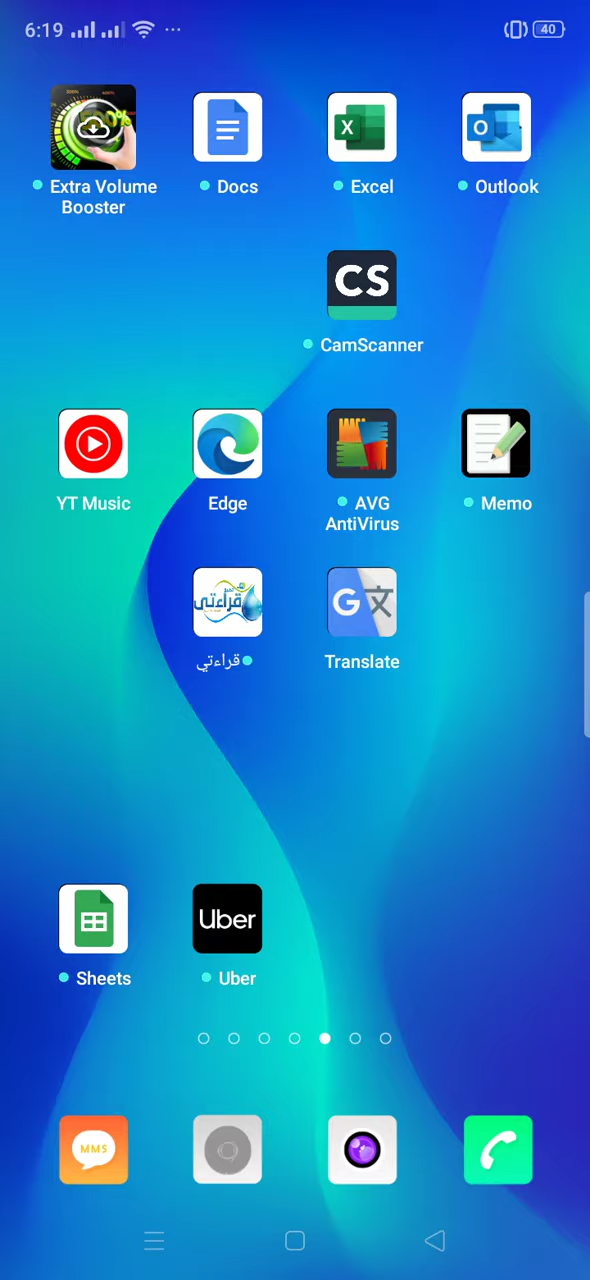 6:19
40
Extra Volume
Booster
Docs
Excel
Outlook
CS
CamScanner
YT Music
Edge
AVG
AntiVirus
Memo
قراءتي
قراءتي
Translate
Sheets
Uber
Uber
MMS